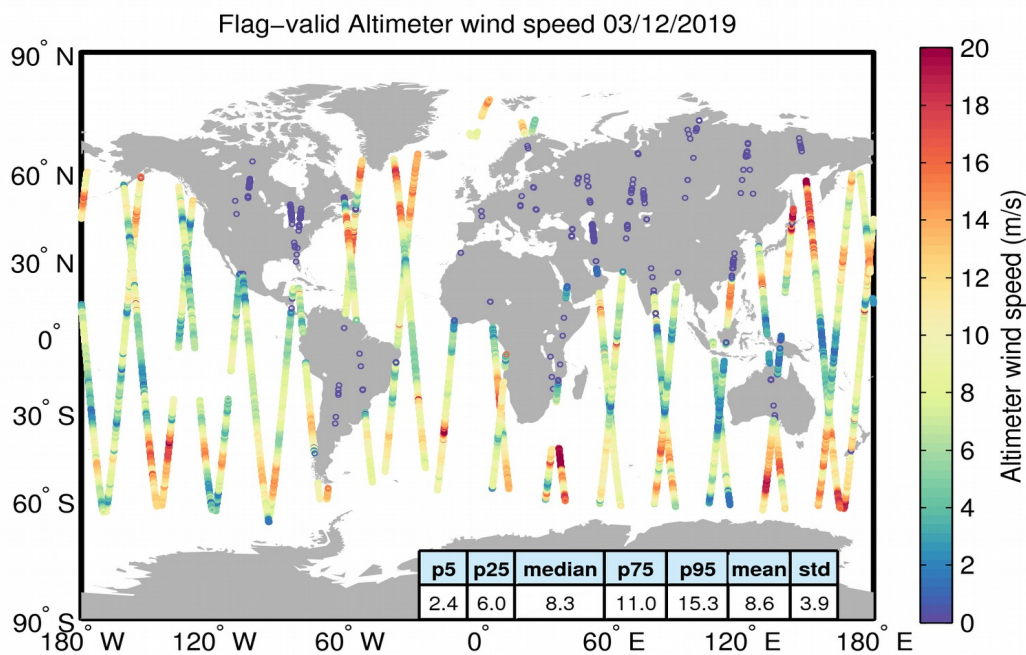 Flag-valid Altimeter wind speed 03/12/2019
90° N
60° N
30° N
0°
30° S
60° S
90° S
180° W
120° W
60° W
0°
60° E
120° E
180° E
p5 p25 median p75 p95 mean std
2.4 6.0 8.3 11.0 15.3 8.6 3.9
20
18
16
14
12
10
8
6
4
2
0
Altimeter wind speed (m/s)